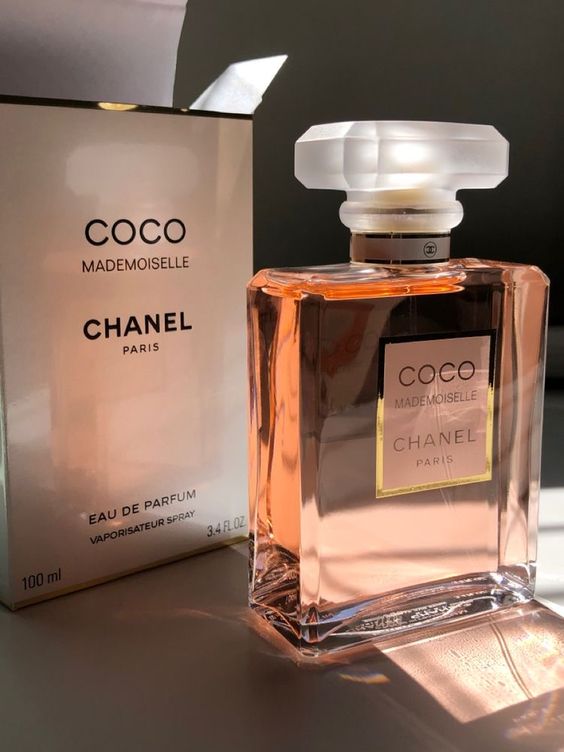 COCO
MADEMOISELLE
CHANEL
PARIS
EAU DE PARFUM
VAPORISATEUR SPRAY
100 ml
3.4 FL.OZ
COCO
MADEMOISELLE
CHANEL
PARIS